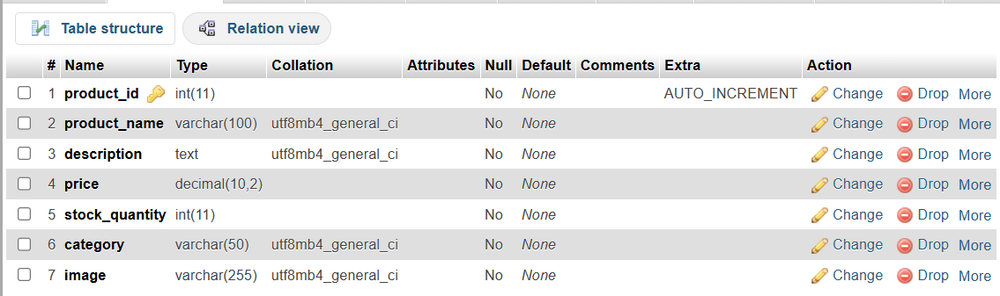 Table structure Relation view
# Name Type Collation Attributes Null Default Comments Extra Action
1 product_id int(11) No None AUTO_INCREMENT Change Drop More
2 product_name varchar(100) utf8mb4_general_ci No None Change Drop More
3 description text utf8mb4_general_ci No None Change Drop More
4 price decimal(10,2) No None Change Drop More
5 stock_quantity int(11) No None Change Drop More
6 category varchar(50) utf8mb4_general_ci No None Change Drop More
7 image varchar(255) utf8mb4_general_ci No None Change Drop More